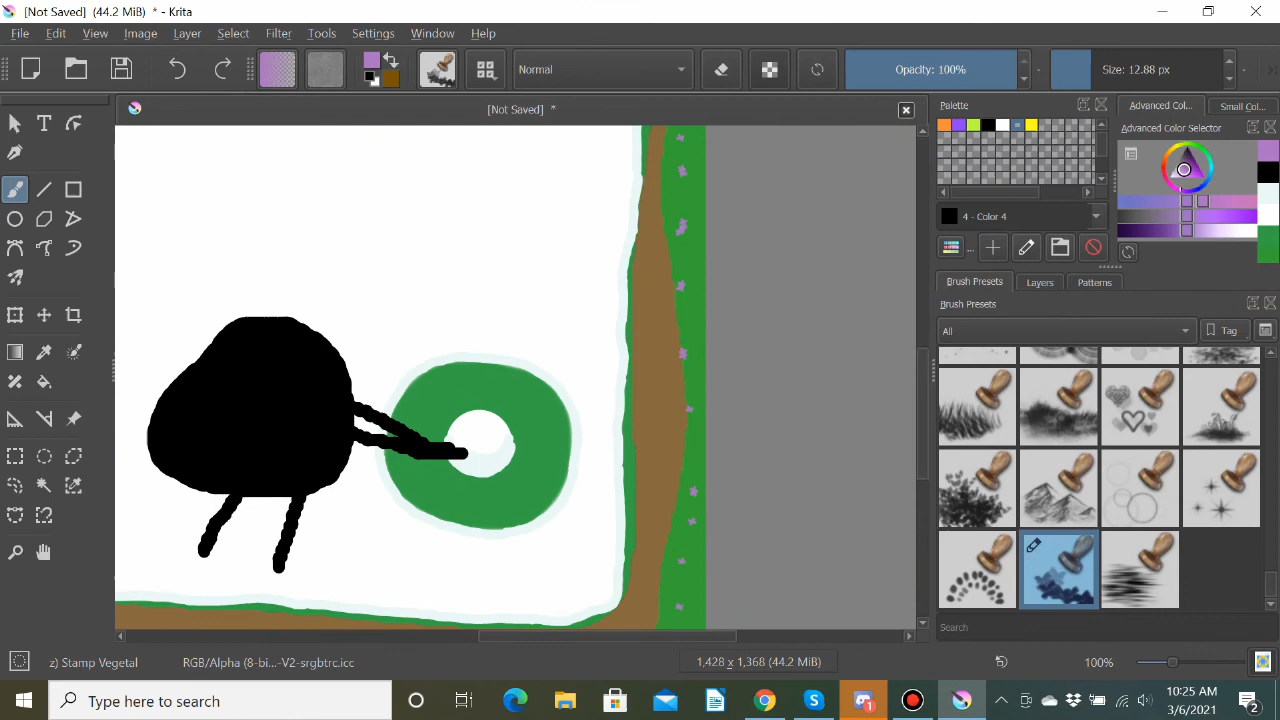 [Not Saved] (44.2 MiB) * - Krita
File Edit View Image Layer Select Filter Tools Settings Window Help
Normal
Opacity: 100%
Size: 12.88 px
[Not Saved] *
Palette
Advanced Col...
Small Col...
Advanced Color Selector
4 - Color 4
...
Brush Presets
Layers
Patterns
Brush Presets
All
Tag
Search
z) Stamp Vegetal
RGB/Alpha (8-bi...-V2-srgbtrc.icc
1,428 x 1,368 (44.2 MiB)
100%
Type here to search
1
10:25 AM
3/6/2021
2